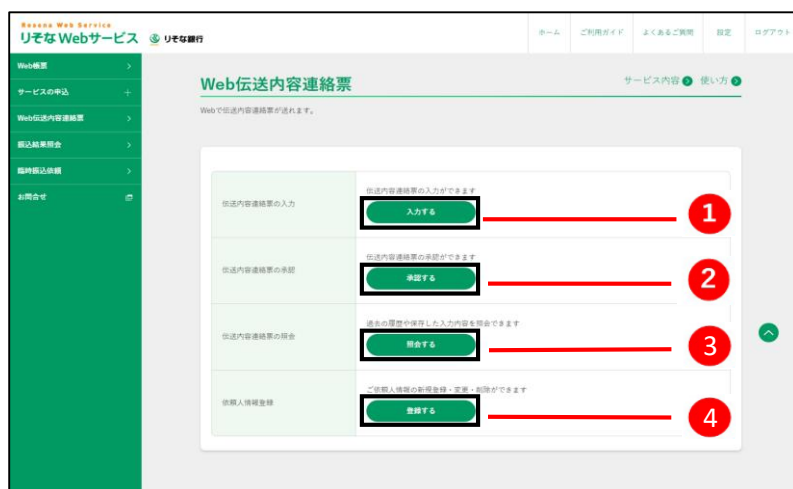 Resona Web Service
りそなWebサービス りそな銀行
ホーム ご利用ガイド よくあるご質問 設定 ログアウト
Web帳票
サービスの申込
Web伝送内容連絡票
振込結果照会
臨時振込依頼
お問合せ
Web伝送内容連絡票
サービス内容 使い方
Webで伝送内容連絡票が送れます。
伝送内容連絡票の入力
伝送内容連絡票の入力ができます
入力する
1
伝送内容連絡票の承認
伝送内容連絡票の承認ができます
承認する
2
伝送内容連絡票の照会
過去の履歴や保存した入力内容を照会できます
照会する
3
依頼人情報登録
ご依頼人情報の新規登録・変更・削除ができます
登録する
4